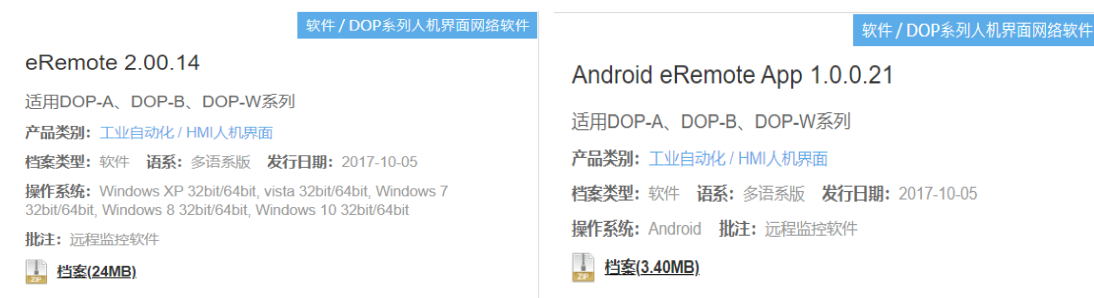 软件 / DOP系列人机界面网络软件
eRemote 2.00.14
适用DOP-A、DOP-B、DOP-W系列
产品类别：工业自动化 / HMI人机界面
档案类型：软件 语系：多语系版 发行日期：2017-10-05
操作系统：Windows XP 32bit/64bit, vista 32bit/64bit, Windows 7
32bit/64bit, Windows 8 32bit/64bit, Windows 10 32bit/64bit
批注：远程监控软件
ZIP
档案(24MB)
软件 / DOP系列人机界面网络软件
Android eRemote App 1.0.0.21
适用DOP-A、DOP-B、DOP-W系列
产品类别：工业自动化 / HMI人机界面
档案类型：软件 语系：多语系版 发行日期：2017-10-05
操作系统：Android 批注：远程监控软件
ZIP
档案(3.40MB)